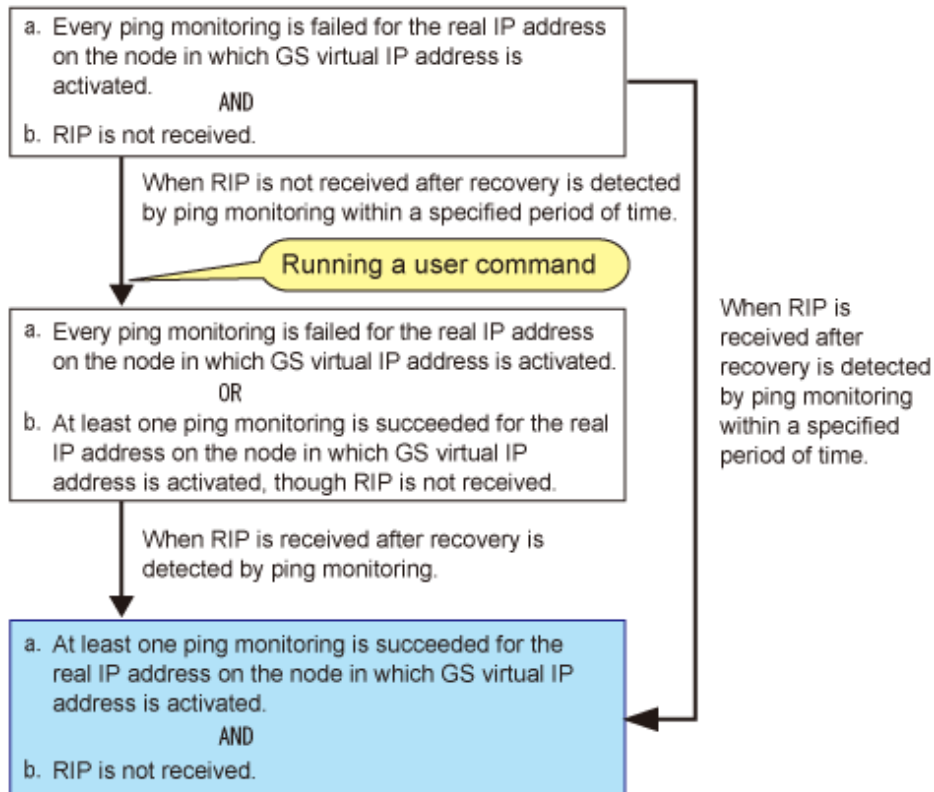 a. Every ping monitoring is failed for the real IP address
on the node in which GS virtual IP address is
activated.
AND
b. RIP is not received.
When RIP is not received after recovery is detected
by ping monitoring within a specified period of time.
Running a user command
a. Every ping monitoring is failed for the real IP address
on the node in which GS virtual IP address is activated.
OR
b. At least one ping monitoring is succeeded for the real
IP address on the node in which GS virtual IP
address is activated, though RIP is not received.
When RIP is
received after
recovery is detected
by ping monitoring
within a specified
period of time.
When RIP is received after recovery is
detected by ping monitoring.
a. At least one ping monitoring is succeeded for the
real IP address on the node in which GS virtual IP
address is activated.
AND
b. RIP is not received.